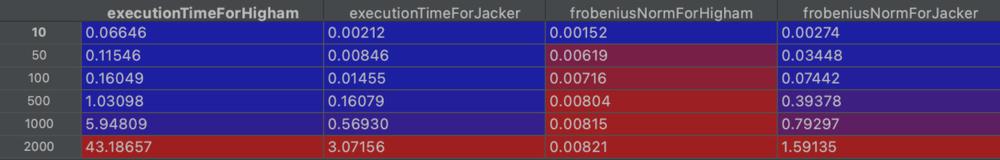 executionTimeForHigham executionTimeForJacker frobeniusNormForHigham frobeniusNormForJacker
10 0.06646 0.00212 0.00152 0.00274
50 0.11546 0.00846 0.00619 0.03448
100 0.16049 0.01455 0.00716 0.07442
500 1.03098 0.16079 0.00804 0.39378
1000 5.94809 0.56930 0.00815 0.79297
2000 43.18657 3.07156 0.00821 1.59135